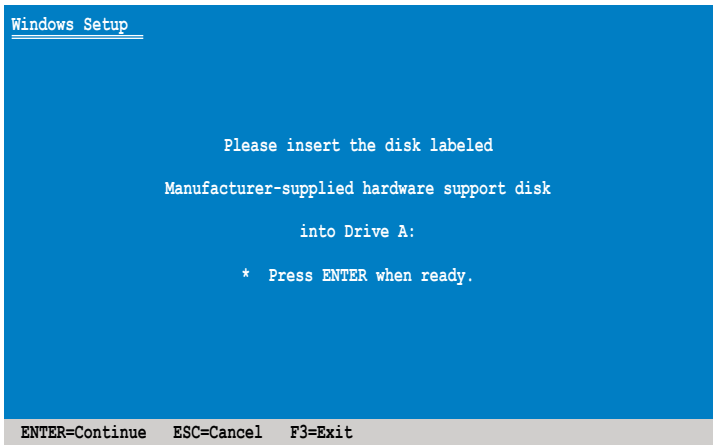 Windows Setup
Please insert the disk labeled
Manufacturer-supplied hardware support disk
into Drive A:
* Press ENTER when ready.
ENTER=Continue ESC=Cancel F3=Exit